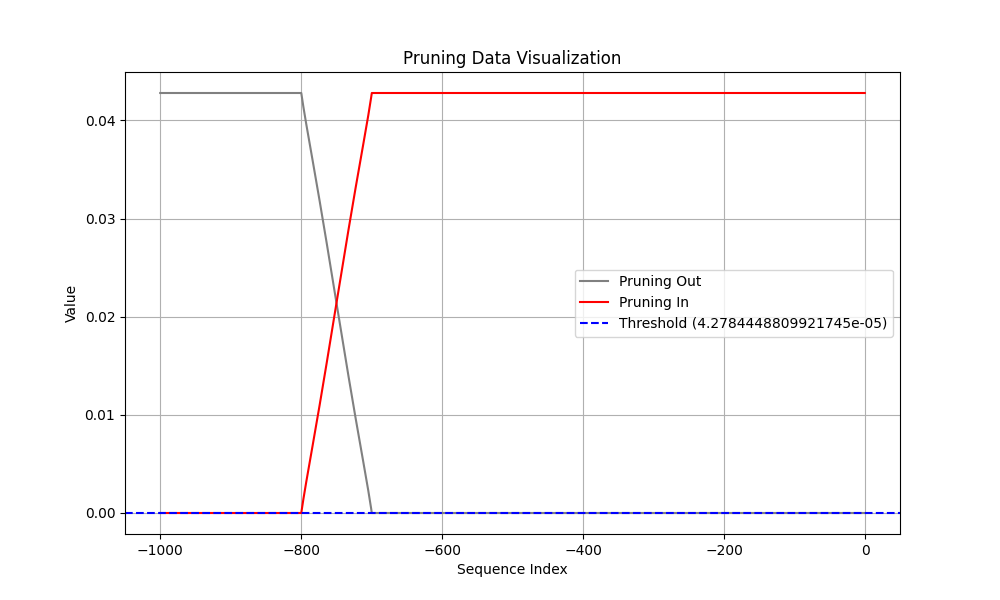 Pruning Data Visualization
Value
0.04
0.03
0.02
0.01
0.00
Pruning Out
Pruning In
Threshold (4.2784448809921745e-05)
−1000
−800
−600
−400
−200
0
Sequence Index